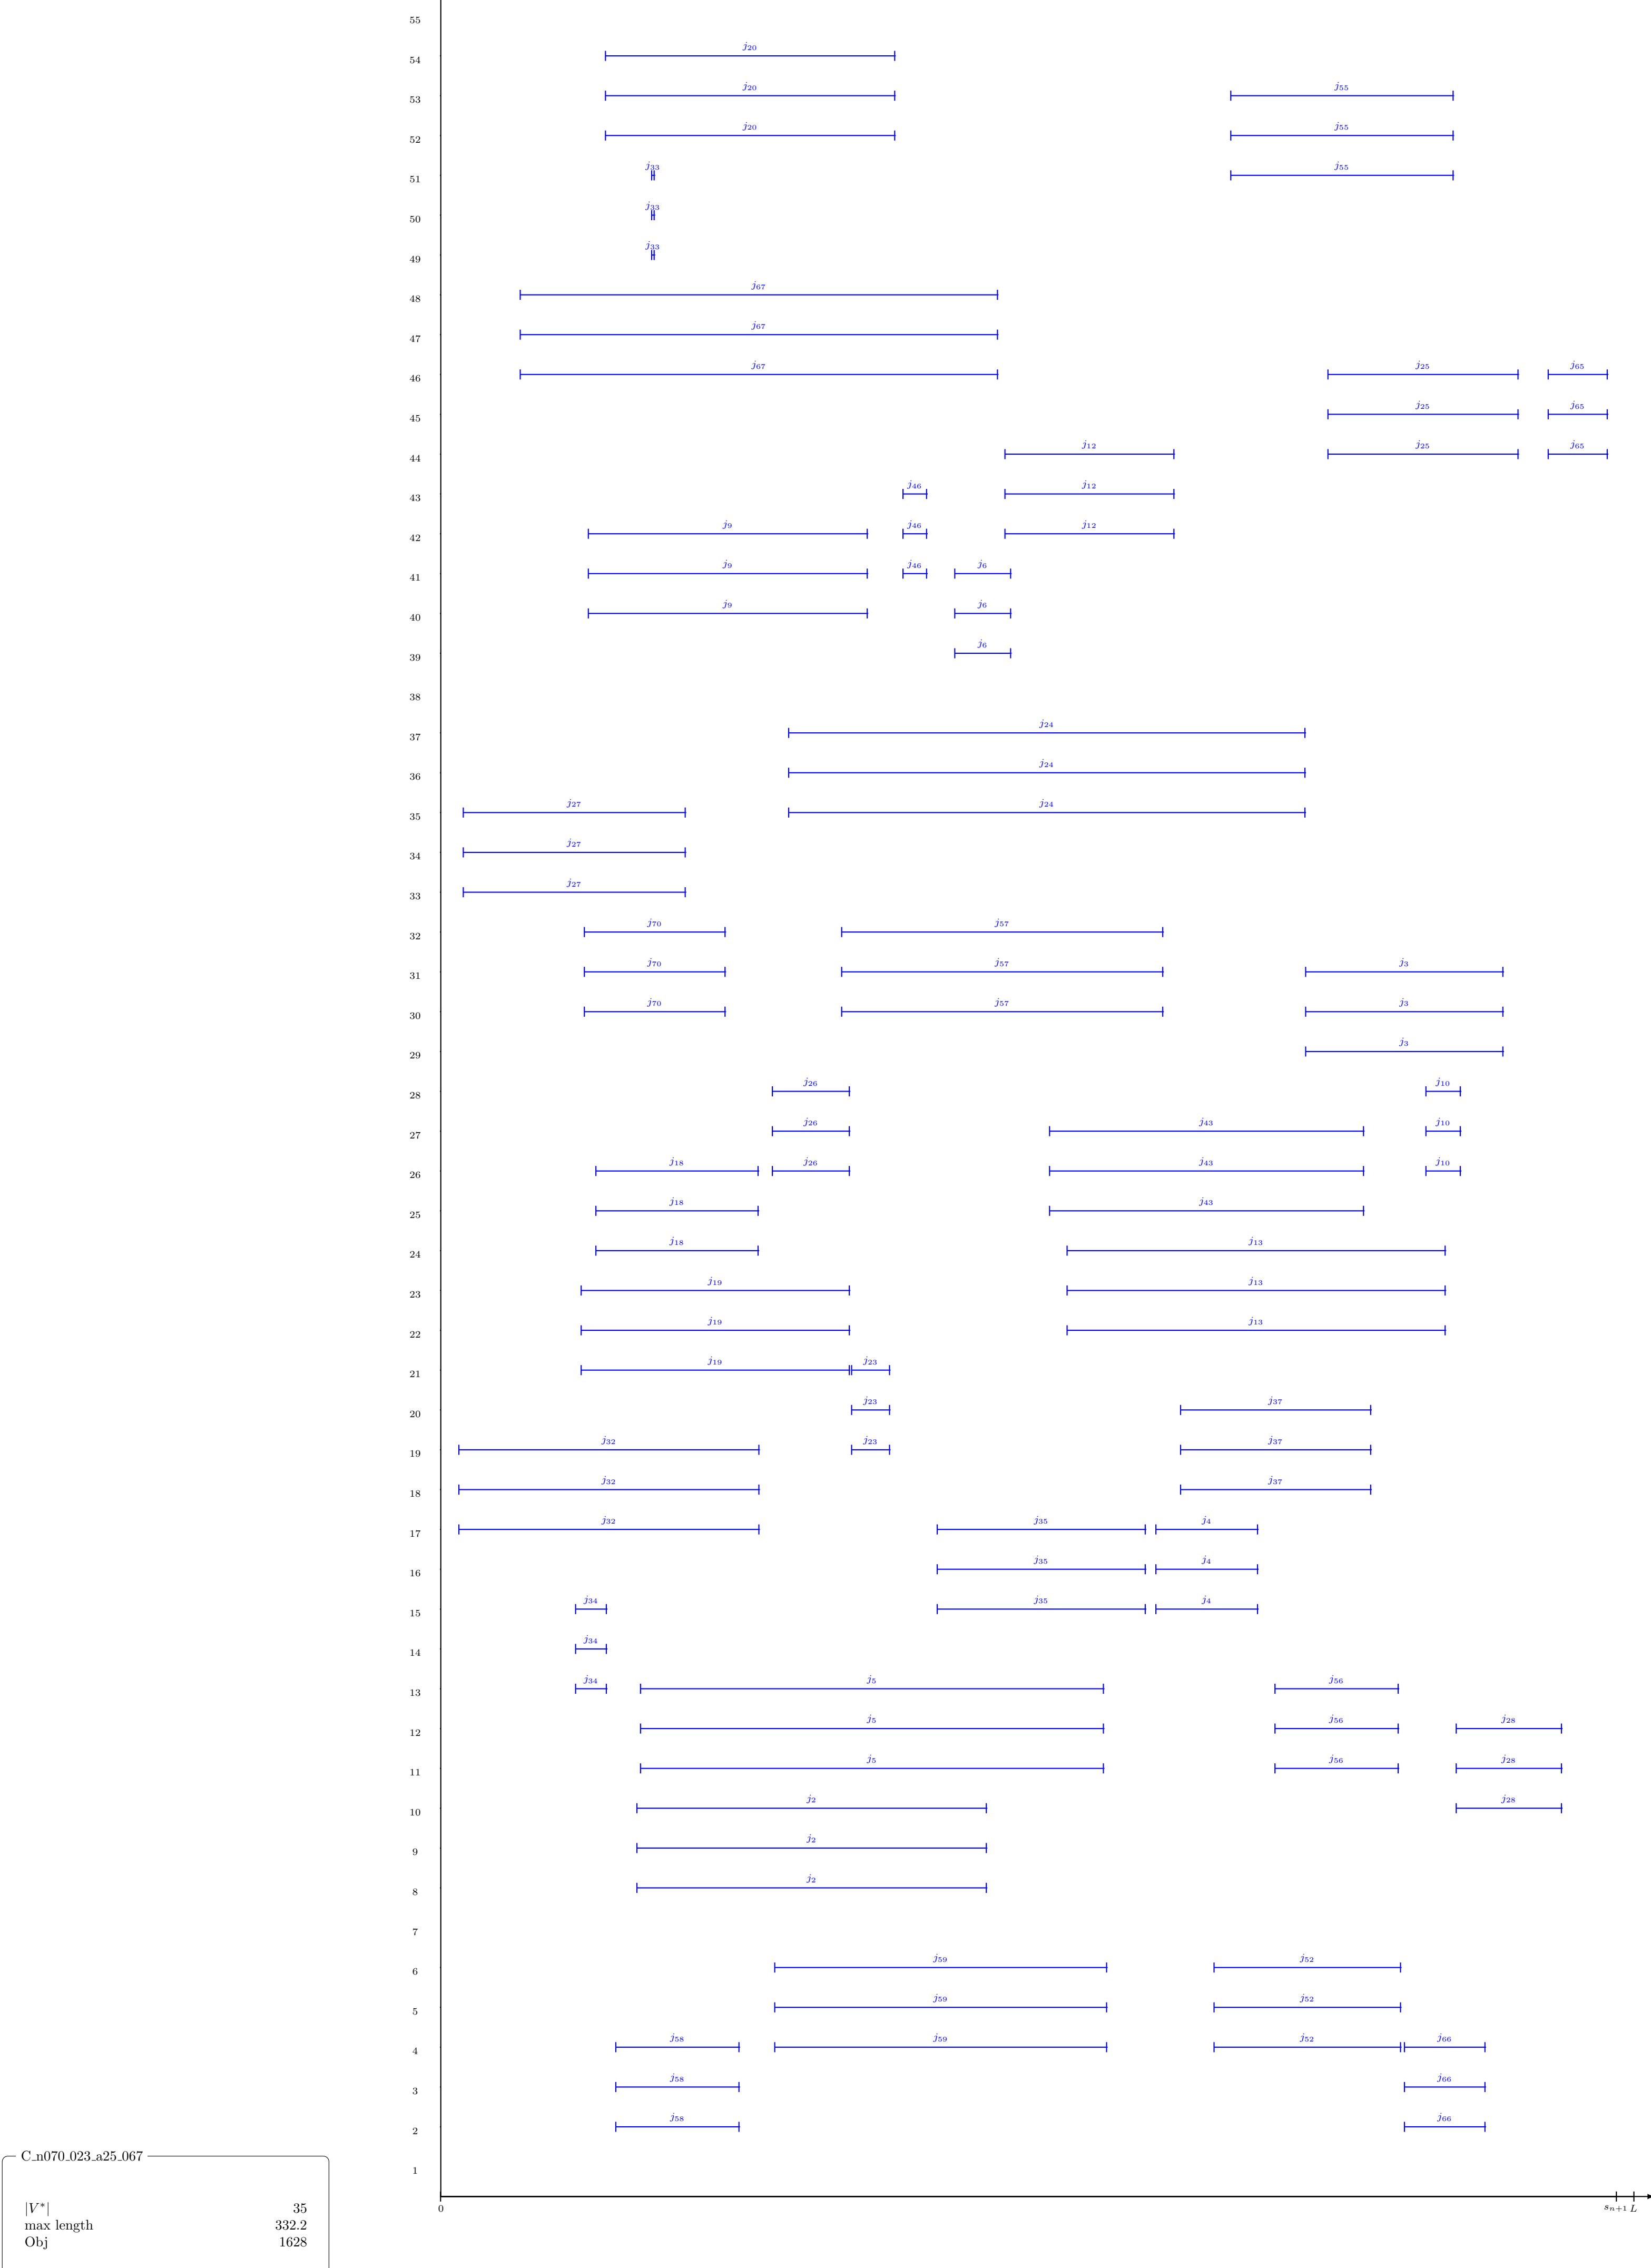 55
j20
54
j20 j55
53
j20 j55
52
j33 j55
51
j33
50
j33
49
j67
48
j67
47
j67 j25 j65
46
j25 j65
45
j12 j25 j65
44
j46 j12
43
j9 j46 j12
42
j9 j46 j6
41
j9 j6
40
j6
39
38
j24
37
j24
36
j27 j24
35
j27
34
j27
33
j70 j57
32
j70 j57 j3
31
j70 j57 j3
30
j3
29
j26 j10
28
j26 j43 j10
27
j18 j26 j43 j10
26
j18 j43
25
j18 j13
24
j19 j13
23
j19 j13
22
j19 j23
21
j23 j37
20
j32 j23 j37
19
j32 j37
18
j32 j35 j4
17
j35 j4
16
j34 j35 j4
15
j34
14
j34 j5 j56
13
j5 j56 j28
12
j5 j56 j28
11
j2 j28
10
j2
9
j2
8
7
j59 j52
6
j59 j52
5
j58 j59 j52 j66
4
j58 j66
3
j58 j66
2
C_n070_023_a25_067
1
|V*| 35
0 sn+1 L
max length 332.2
Obj 1628